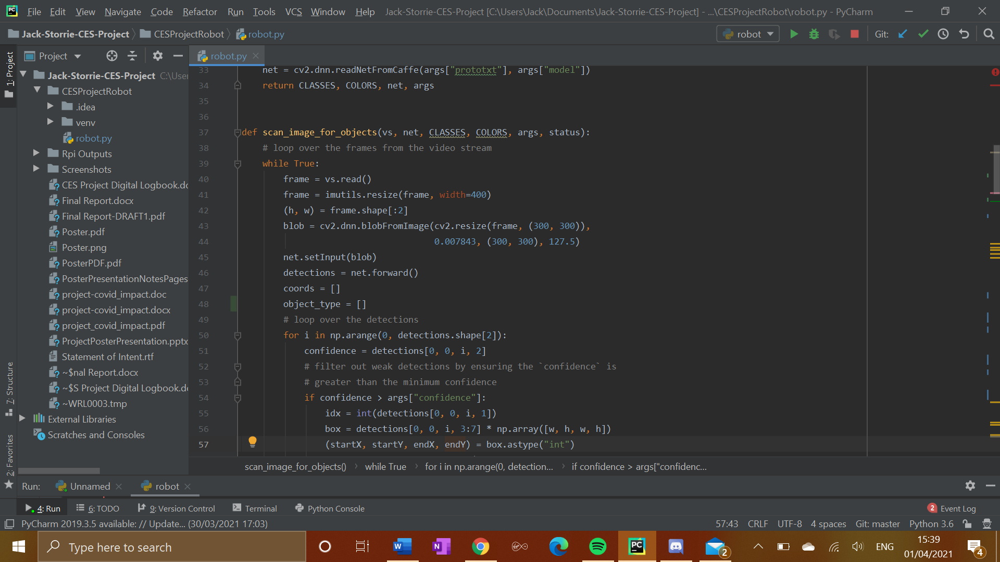 File Edit View Navigate Code Refactor Run Tools VCS Window Help Jack-Storrie-CES-Project [C:\Users\Jack\Documents\Jack-Storrie-CES-Project] - ...\CESProjectRobot\robot.py - PyCharm
Jack-Storrie-CES-Project CESProjectRobot robot.py robot Git:
1: Project
Project
robot.py
Jack-Storrie-CES-Project C:\User
CESProjectRobot
.idea
venv
robot.py
Rpi Outputs
Screenshots
CES Project Digital Logbook.do
Final Report.docx
Final Report-DRAFT1.pdf
Poster.pdf
Poster.png
PosterPDF.pdf
PosterPresentationNotesPages
project-covid_impact.doc
project-covid_impact.docx
project_covid_impact.pdf
ProjectPosterPresentation.pptx
Statement of Intent.rtf
~$nal Report.docx
~$S Project Digital Logbook.do
~WRL0003.tmp
External Libraries
Scratches and Consoles
7: Structure
2: Favorites
33 net = cv2.dnn.readNetFromCaffe(args["prototxt"], args["model"])
34 return CLASSES, COLORS, net, args
35
36
37 def scan_image_for_objects(vs, net, CLASSES, COLORS, args, status):
38 # loop over the frames from the video stream
39 while True:
40 frame = vs.read()
41 frame = imutils.resize(frame, width=400)
42 (h, w) = frame.shape[:2]
43 blob = cv2.dnn.blobFromImage(cv2.resize(frame, (300, 300)),
44 0.007843, (300, 300), 127.5)
45 net.setInput(blob)
46 detections = net.forward()
47 coords = []
48 object_type = []
49 # loop over the detections
50 for i in np.arange(0, detections.shape[2]):
51 confidence = detections[0, 0, i, 2]
52 # filter out weak detections by ensuring the `confidence` is
53 # greater than the minimum confidence
54 if confidence > args["confidence"]:
55 idx = int(detections[0, 0, i, 1])
56 box = detections[0, 0, i, 3:7] * np.array([w, h, w, h])
57 (startX, startY, endX, endY) = box.astype("int")
scan_image_for_objects() while True for i in np.arange(0, detection... if confidence > args["confidenc...
Run: Unnamed robot
4: Run 6: TODO 9: Version Control Terminal Python Console 2 Event Log
PyCharm 2019.3.5 available: // Update... (30/03/2021 17:03) 57:43 CRLF UTF-8 4 spaces Git: master Python 3.6
Type here to search 2 ENG 15:39 4
01/04/2021